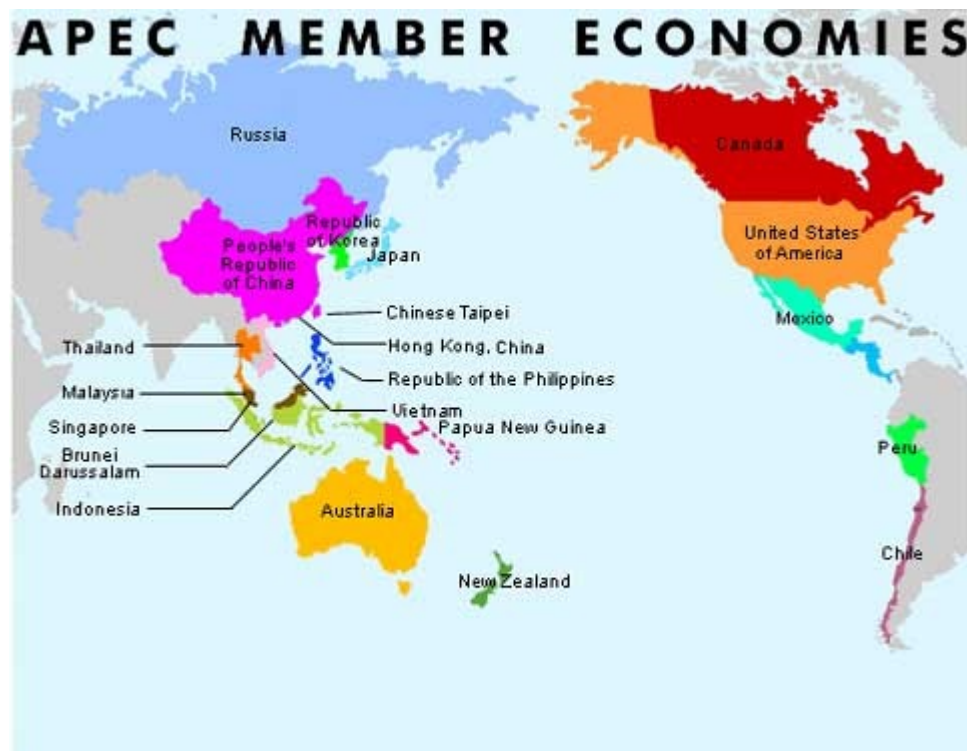 APEC MEMBER ECONOMIES
Russia
Canada
Republic
of Korea
People's
Republic
of China
Japan
United States
of America
Chinese Taipei
Mexico
Thailand
Hong Kong, China
Republic of the Philippines
Malaysia
Vietnam
Singapore
Papua New Guinea
Brunei
Darussalam
Peru
Indonesia
Australia
Chile
New Zealand